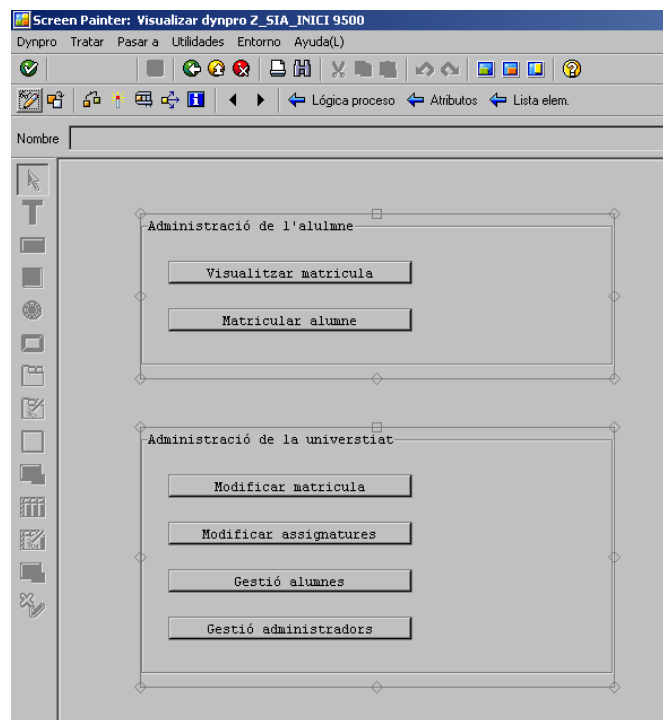 Screen Painter: Visualizar dynpro Z_SIA_INICI 9500
Dynpro Tratar Pasar a Utilidades Entorno Ayuda(L)
Lógica proceso Atributos Lista elem.
Nombre
Administració de l'alulmne
Visualitzar matricula
Matricular alumne
Administració de la universtiat
Modificar matricula
Modificar assignatures
Gestió alumnes
Gestió administradors